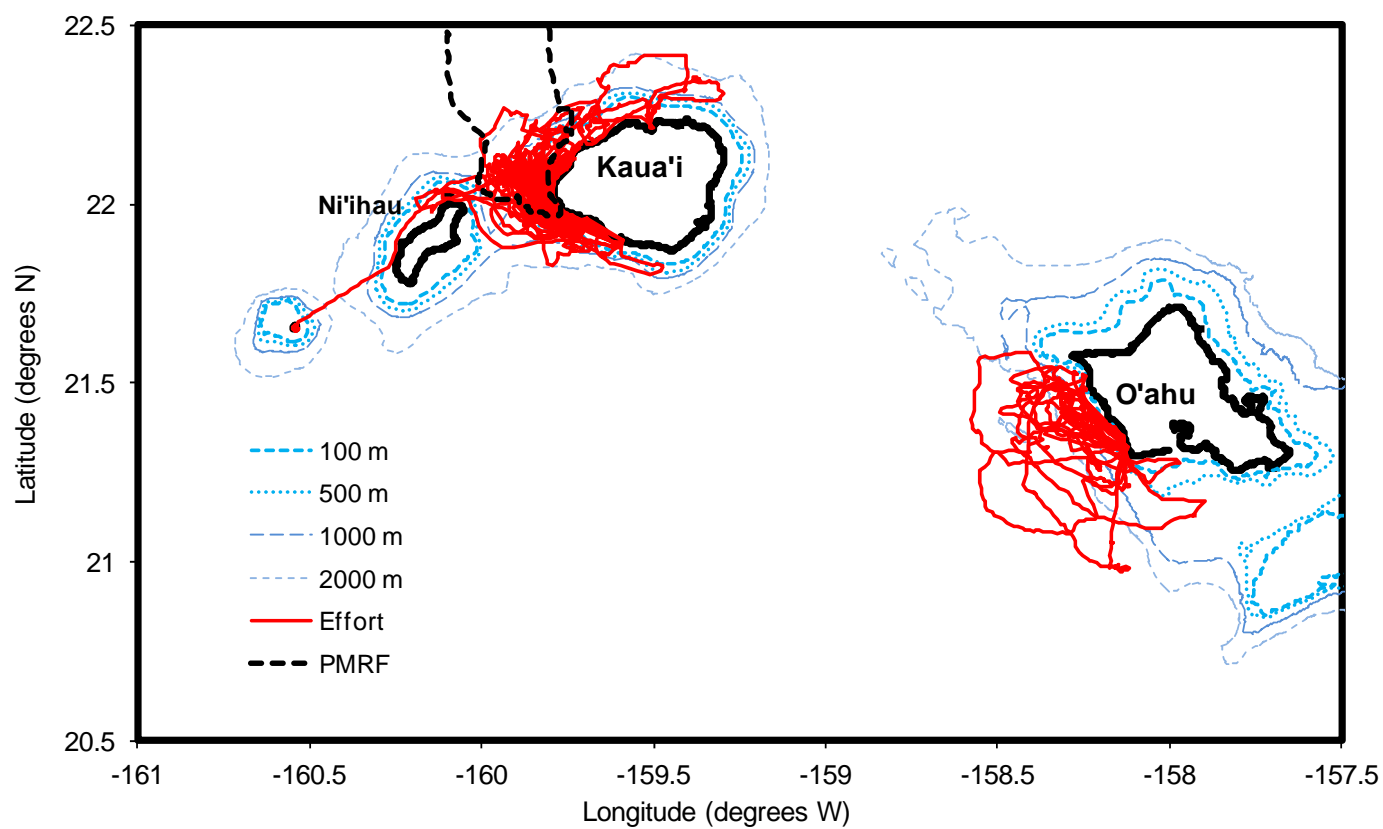 22.5
22
21.5
21
20.5
Latitude (degrees N)
Kaua'i
Ni'ihau
O'ahu
100 m
500 m
1000 m
2000 m
Effort
PMRF
-161
-160.5
-160
-159.5
-159
-158.5
-158
-157.5
Longitude (degrees W)